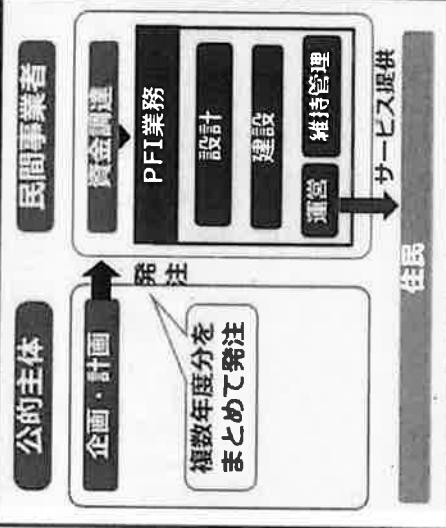 公的主体
企画・計画
複数年度分を
まとめて発注
発注
民間事業者
資金調達
PFI業務
設計
建設
運営
維持管理
サービス提供
住民